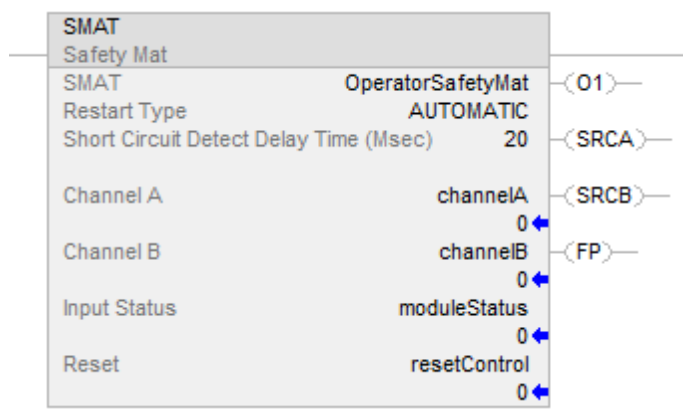 SMAT
Safety Mat
SMAT OperatorSafetyMat (O1)
Restart Type AUTOMATIC
Short Circuit Detect Delay Time (Msec) 20 (SRCA)
Channel A channelA (SRCB)
0
Channel B channelB (FP)
0
Input Status moduleStatus
0
Reset resetControl
0